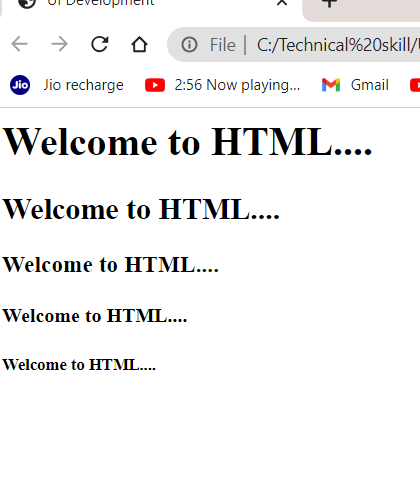 UI Development
File | C:/Technical%20skill/
Jio Jio recharge 2:56 Now playing... Gmail
Welcome to HTML....
Welcome to HTML....
Welcome to HTML....
Welcome to HTML....
Welcome to HTML....